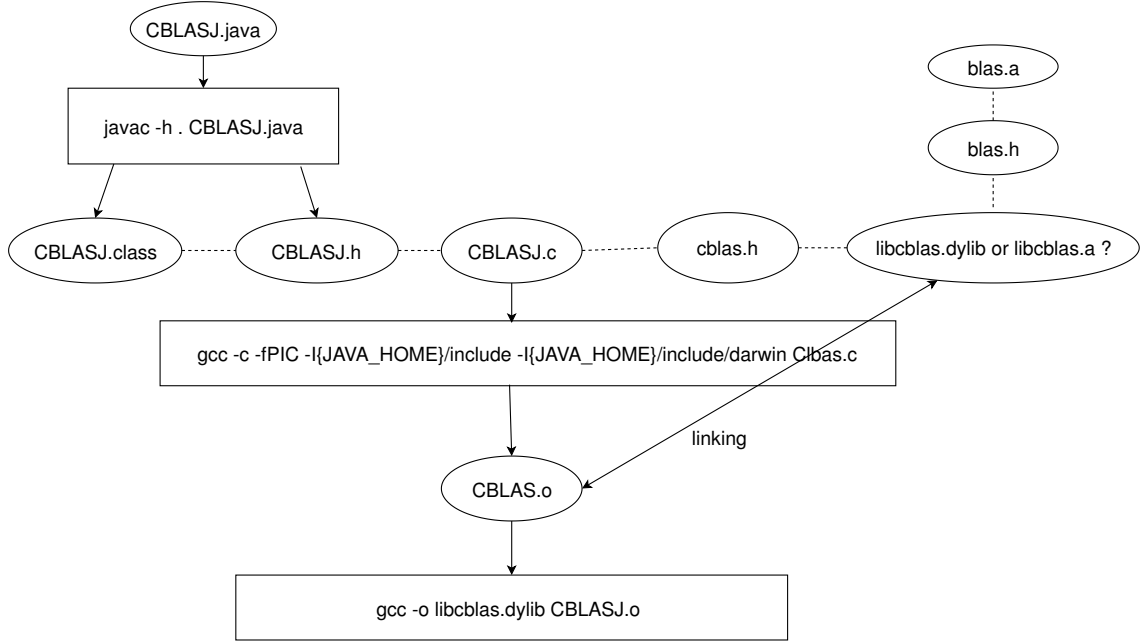 CBLASJ.java
blas.a
javac -h . CBLASJ.java
blas.h
CBLASJ.class
CBLASJ.h
CBLASJ.c
cblas.h
libcblas.dylib or libcblas.a ?
gcc -c -fPIC -I{JAVA_HOME}/include -I{JAVA_HOME}/include/darwin Clbas.c
linking
CBLAS.o
gcc -o libcblas.dylib CBLASJ.o